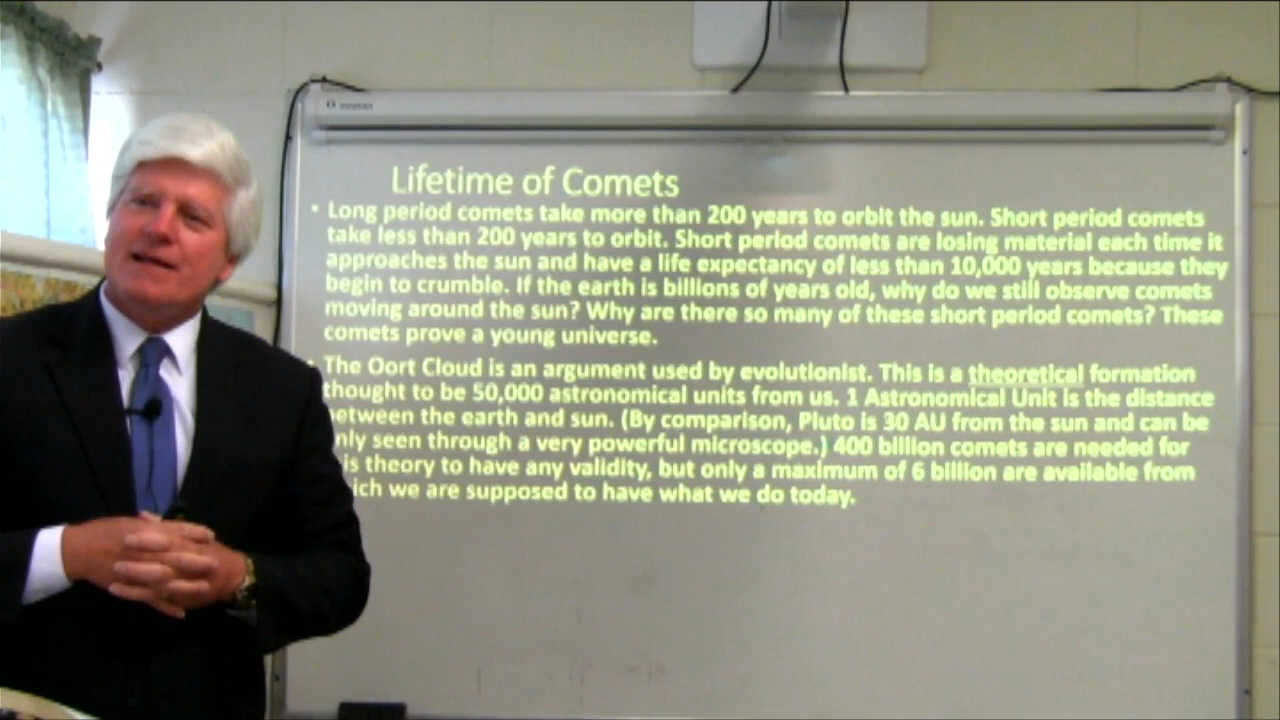 Lifetime of Comets
• Long period comets take more than 200 years to orbit the sun. Short period comets
take less than 200 years to orbit. Short period comets are losing material each time it
approaches the sun and have a life expectancy of less than 10,000 years because they
begin to crumble. If the earth is billions of years old, why do we still observe comets
moving around the sun? Why are there so many of these short period comets? These
comets prove a young universe.
• The Oort Cloud is an argument used by evolutionist. This is a theoretical formation
thought to be 50,000 astronomical units from us. 1 Astronomical Unit is the distance
between the earth and sun. (By comparison, Pluto is 30 AU from the sun and can be
only seen through a very powerful microscope.) 400 billion comets are needed for
is theory to have any validity, but only a maximum of 6 billion are available from
ich we are supposed to have what we do today.